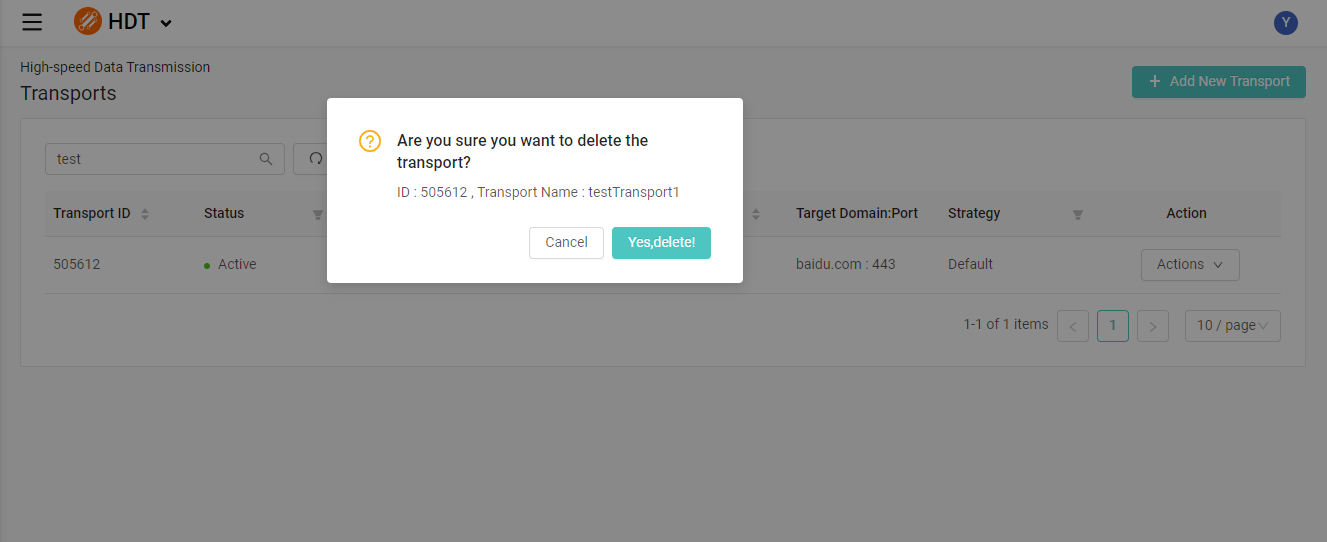 HDT
Y
High-speed Data Transmission
Transports
+ Add New Transport
test
Are you sure you want to delete the
transport?
ID : 505612 , Transport Name : testTransport1
Cancel
Yes,delete!
Transport ID
Status
Target Domain:Port
Strategy
Action
505612
Active
baidu.com : 443
Default
Actions
1-1 of 1 items
<
1
>
10 / page